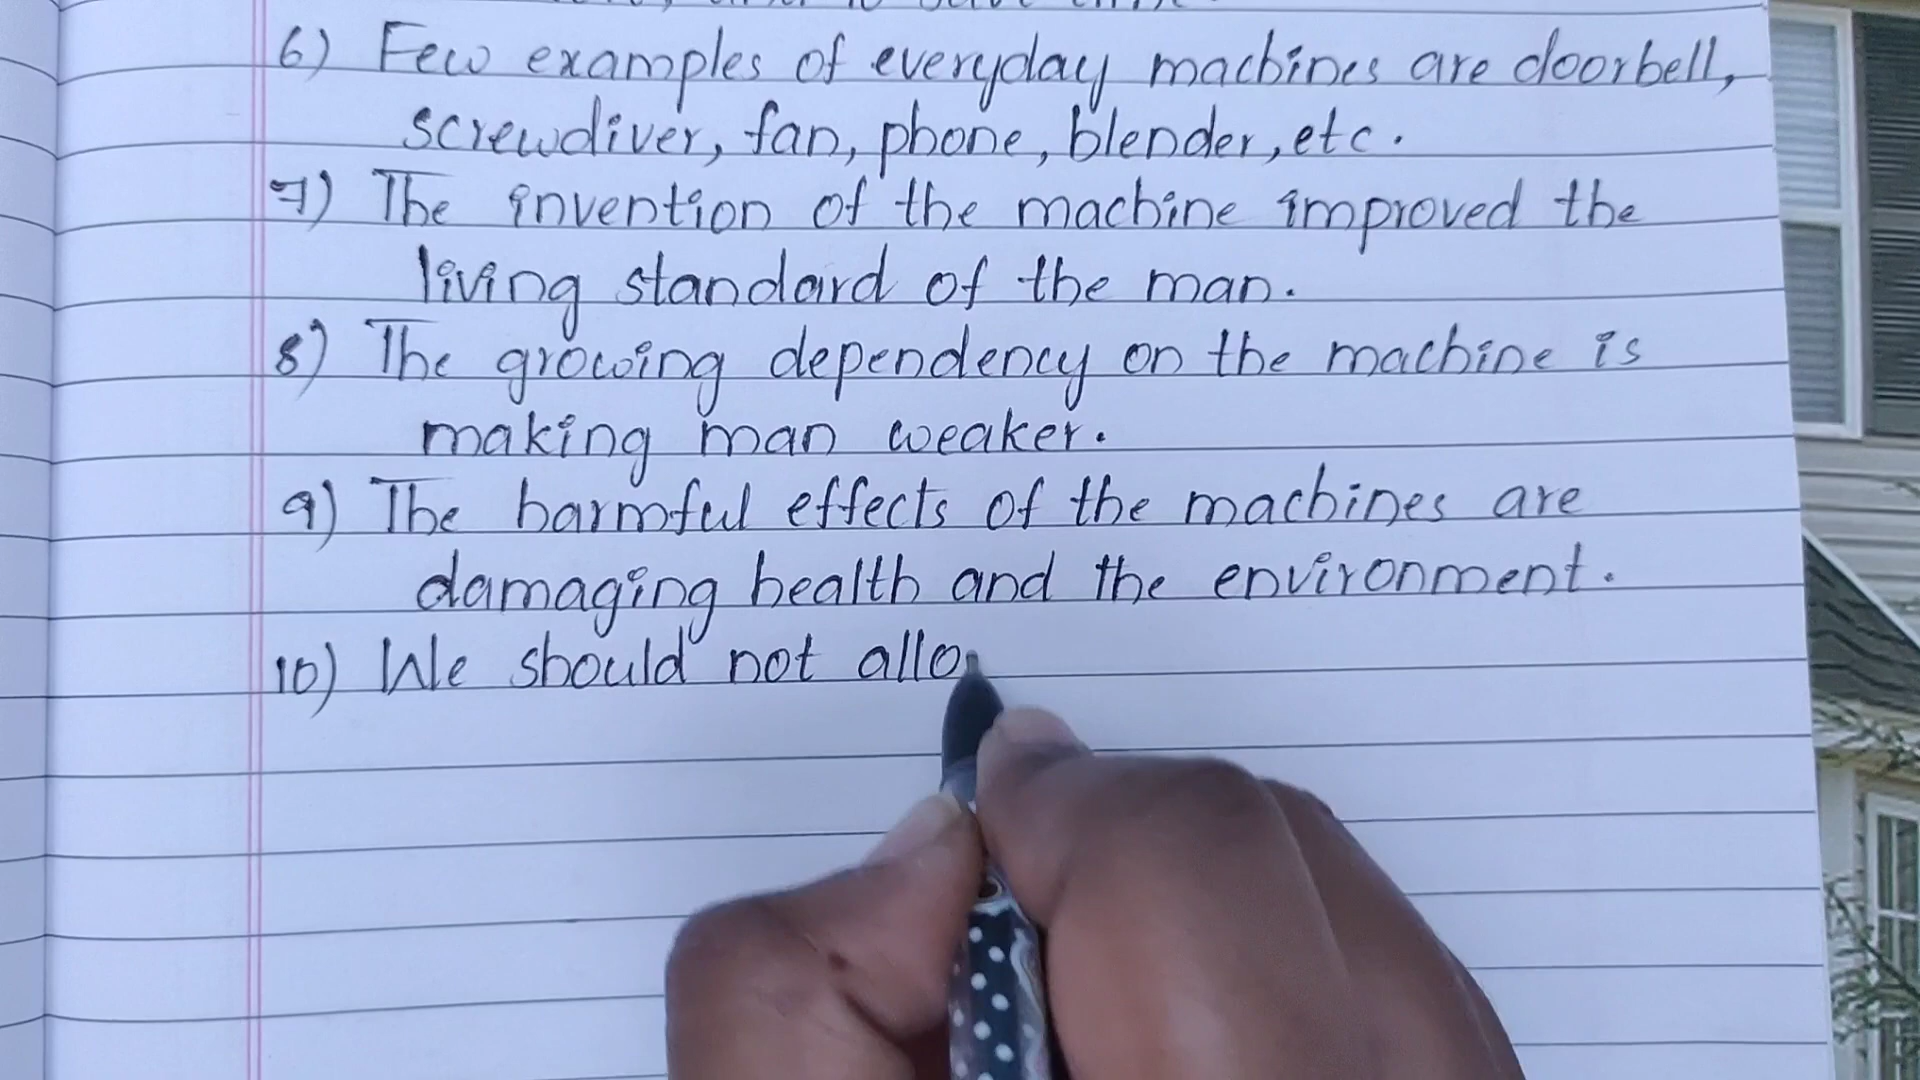 6) Few examples of everyday machines are doorbell,
screwdiver, fan, phone, blender, etc.
7) The invention of the machine improved the
living standard of the man.
8) The growing dependency on the machine is
making man weaker.
9) The harmful effects of the machines are
damaging health and the environment.
10) We should not allo